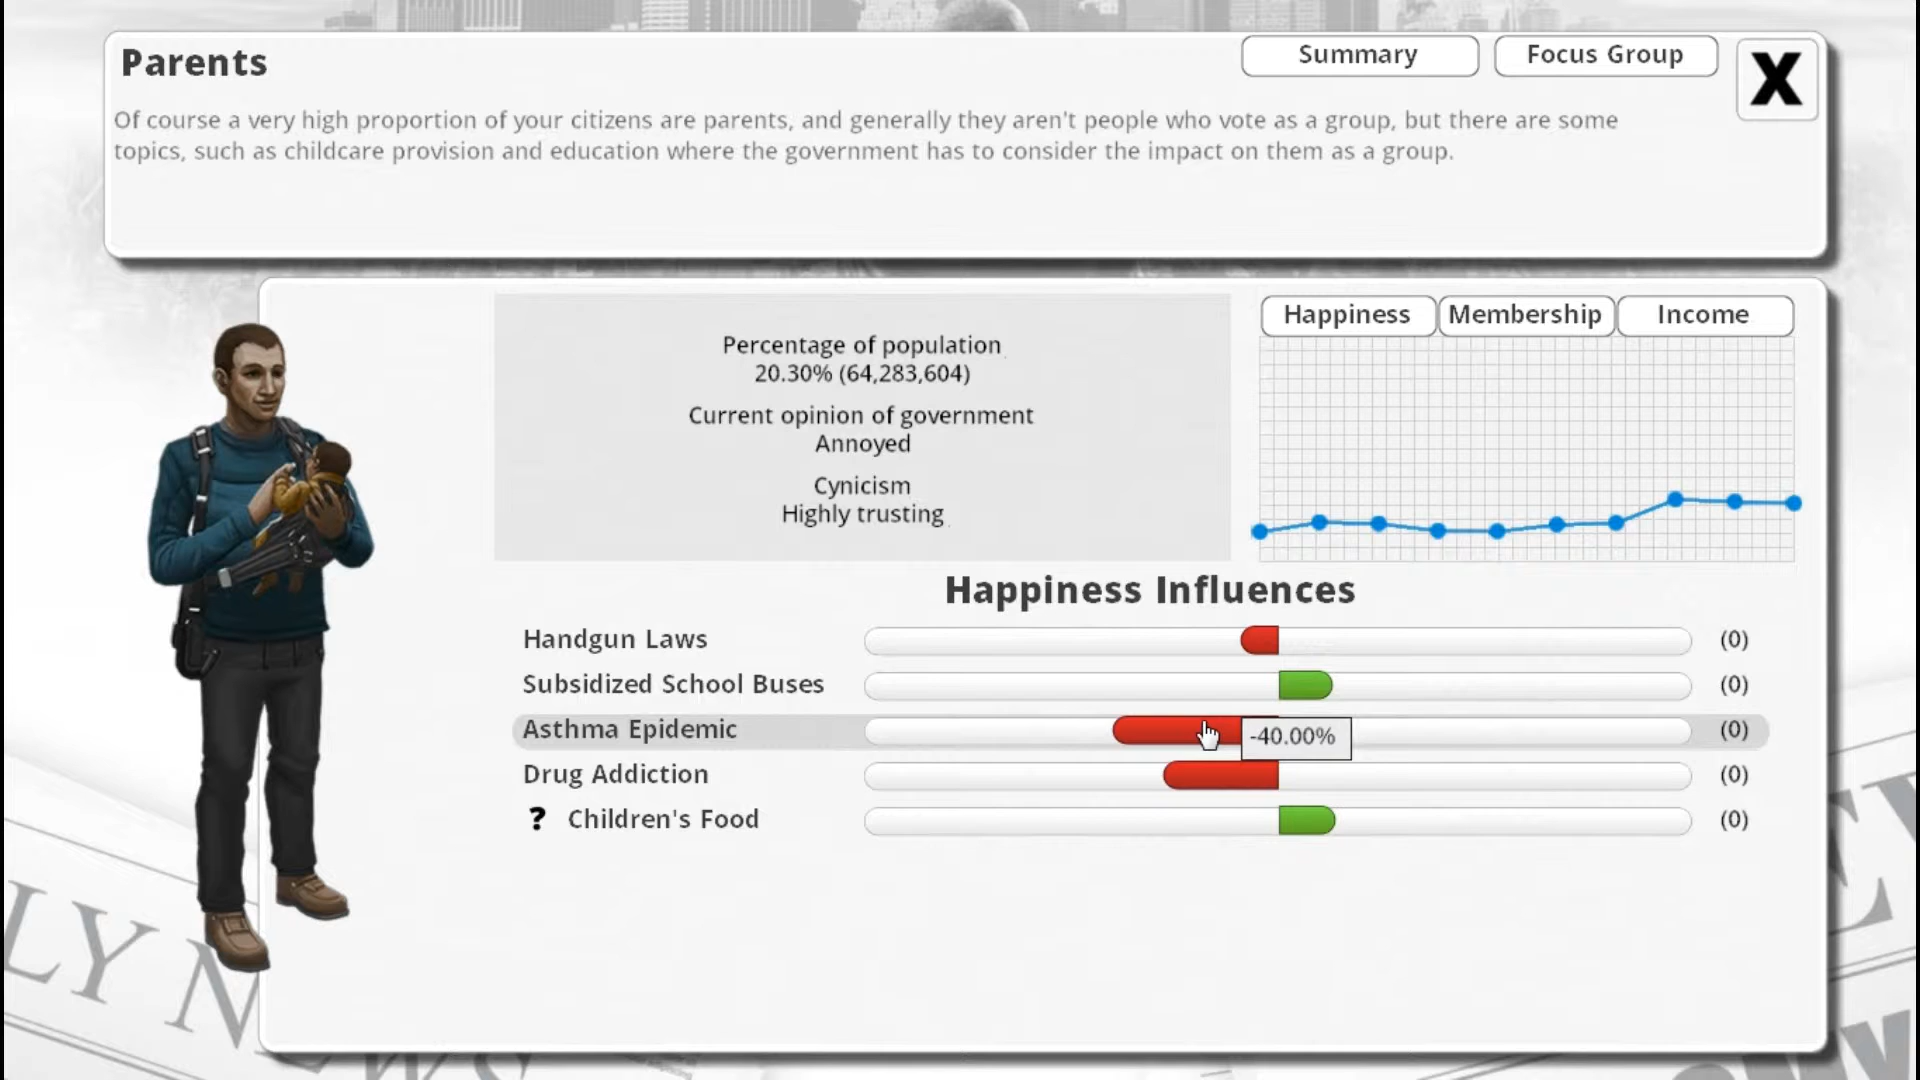 Parents
Summary
Focus Group
X
Of course a very high proportion of your citizens are parents, and generally they aren't people who vote as a group, but there are some
topics, such as childcare provision and education where the government has to consider the impact on them as a group.
Percentage of population
20.30% (64,283,604)
Current opinion of government
Annoyed
Cynicism
Highly trusting
Happiness
Membership
Income
Happiness Influences
Handgun Laws (0)
Subsidized School Buses (0)
Asthma Epidemic -40.00% (0)
Drug Addiction (0)
? Children's Food (0)
LY NEWS